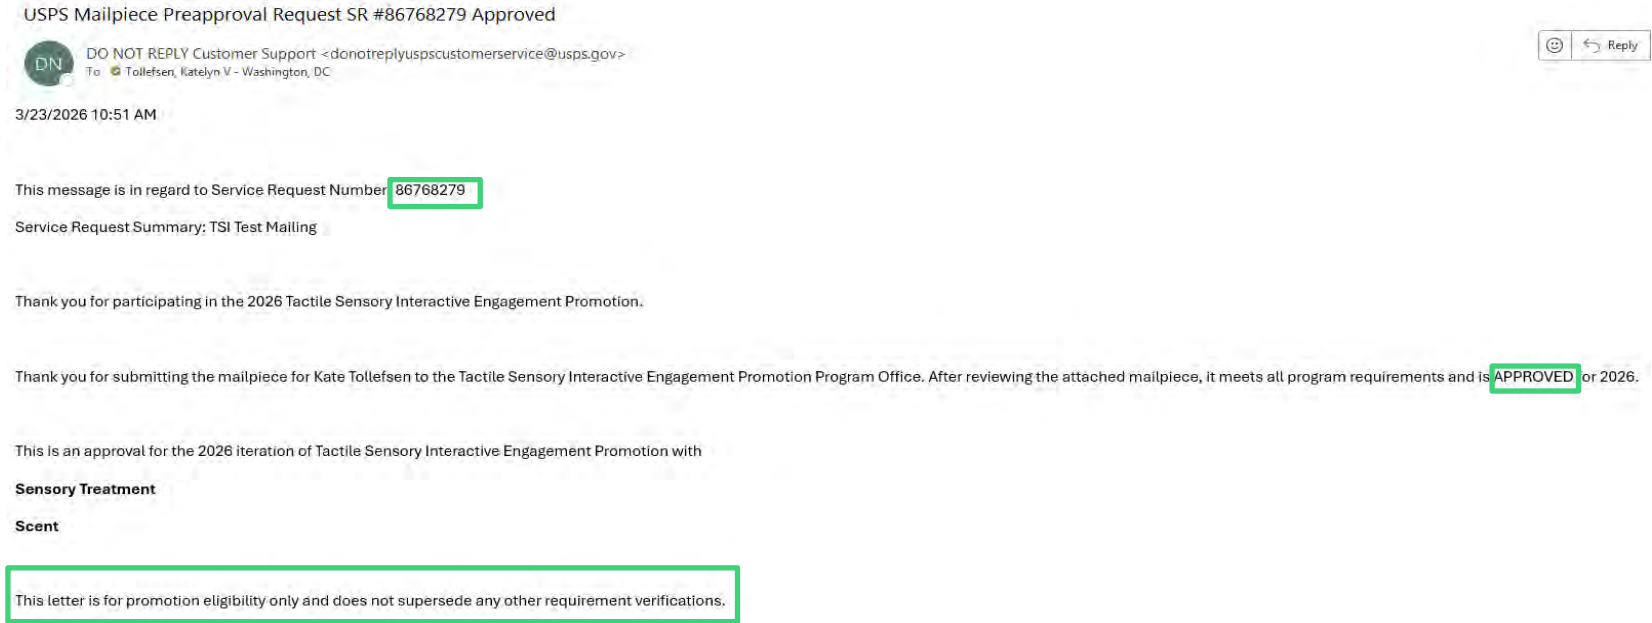 USPS Mailpiece Preapproval Request SR #86768279 Approved
DN
DO NOT REPLY Customer Support <donotreplyuspscustomerservice@usps.gov>
To Tollefsen, Katelyn V - Washington, DC
Reply
3/23/2026 10:51 AM
This message is in regard to Service Request Number 86768279
Service Request Summary: TSI Test Mailing
Thank you for participating in the 2026 Tactile Sensory Interactive Engagement Promotion.
Thank you for submitting the mailpiece for Kate Tollefsen to the Tactile Sensory Interactive Engagement Promotion Program Office. After reviewing the attached mailpiece, it meets all program requirements and is APPROVED for 2026.
This is an approval for the 2026 iteration of Tactile Sensory Interactive Engagement Promotion with
Sensory Treatment
Scent
This letter is for promotion eligibility only and does not supersede any other requirement verifications.